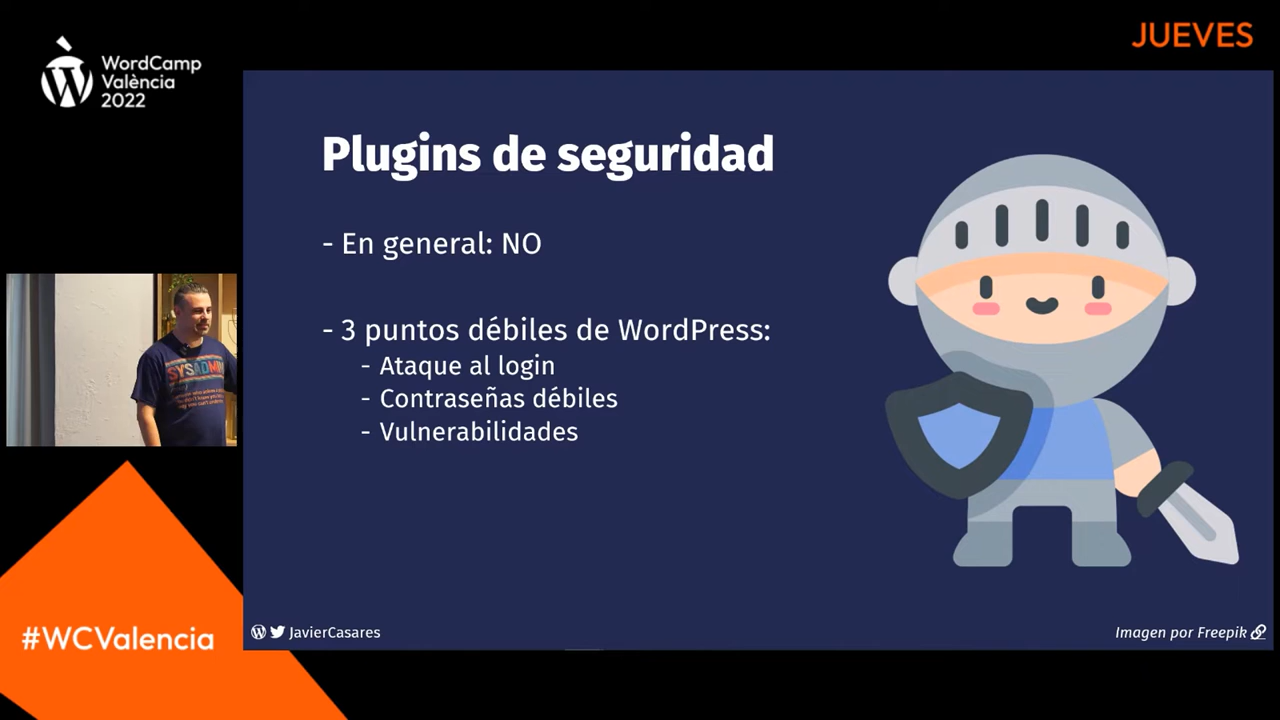 JUEVES
WordCamp
València
2022
Plugins de seguridad
- En general: NO
- 3 puntos débiles de WordPress:
- Ataque al login
- Contraseñas débiles
- Vulnerabilidades
SYSADMIN
#WCValencia
JavierCasares
Imagen por Freepik